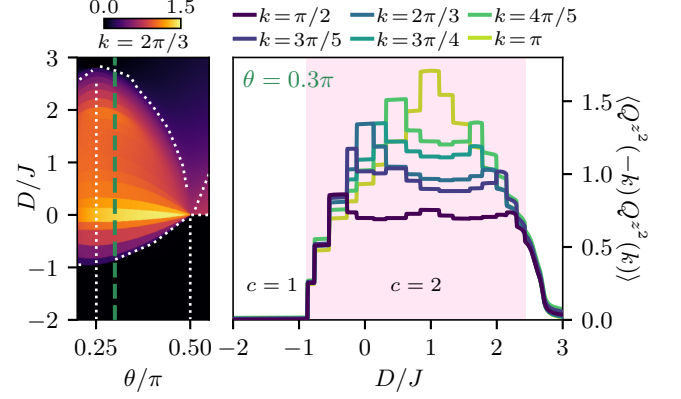 0.0 1.5
k = 2π/3
k = π/2 k = 2π/3 k = 4π/5
k = 3π/5 k = 3π/4 k = π
3
2
1
0
−1
−2
D/J
0.25 0.50
θ/π
θ = 0.3π
c = 1 c = 2
−2 −1 0 1 2 3
D/J
1.5
1.0
0.5
0.0
⟨Q^{z^2}(−k) Q^{z^2}(k)⟩